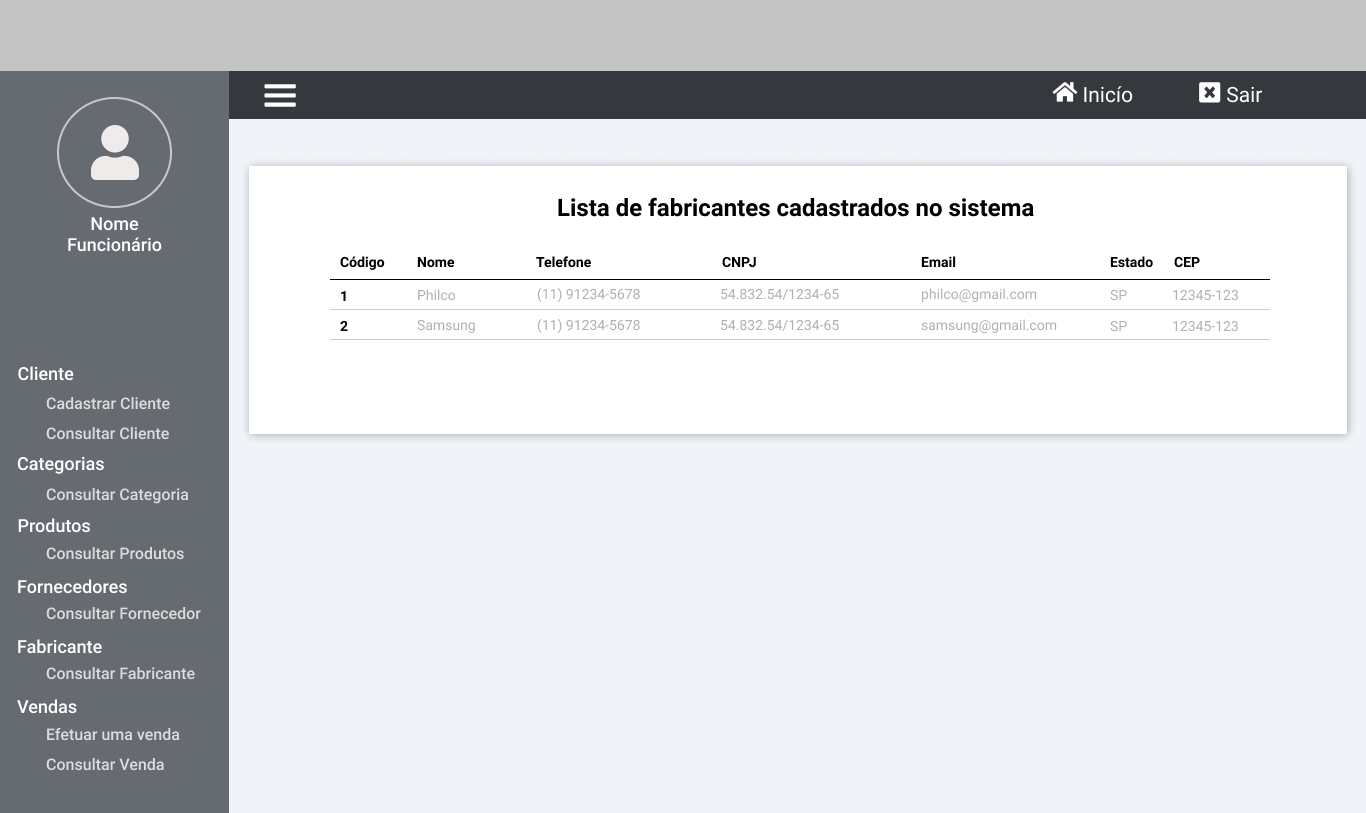 Inicío
Sair
Nome
Funcionário
Cliente
Cadastrar Cliente
Consultar Cliente
Categorias
Consultar Categoria
Produtos
Consultar Produtos
Fornecedores
Consultar Fornecedor
Fabricante
Consultar Fabricante
Vendas
Efetuar uma venda
Consultar Venda
Lista de fabricantes cadastrados no sistema
Código Nome Telefone CNPJ Email Estado CEP
1 Philco (11) 91234-5678 54.832.54/1234-65 philco@gmail.com SP 12345-123
2 Samsung (11) 91234-5678 54.832.54/1234-65 samsung@gmail.com SP 12345-123